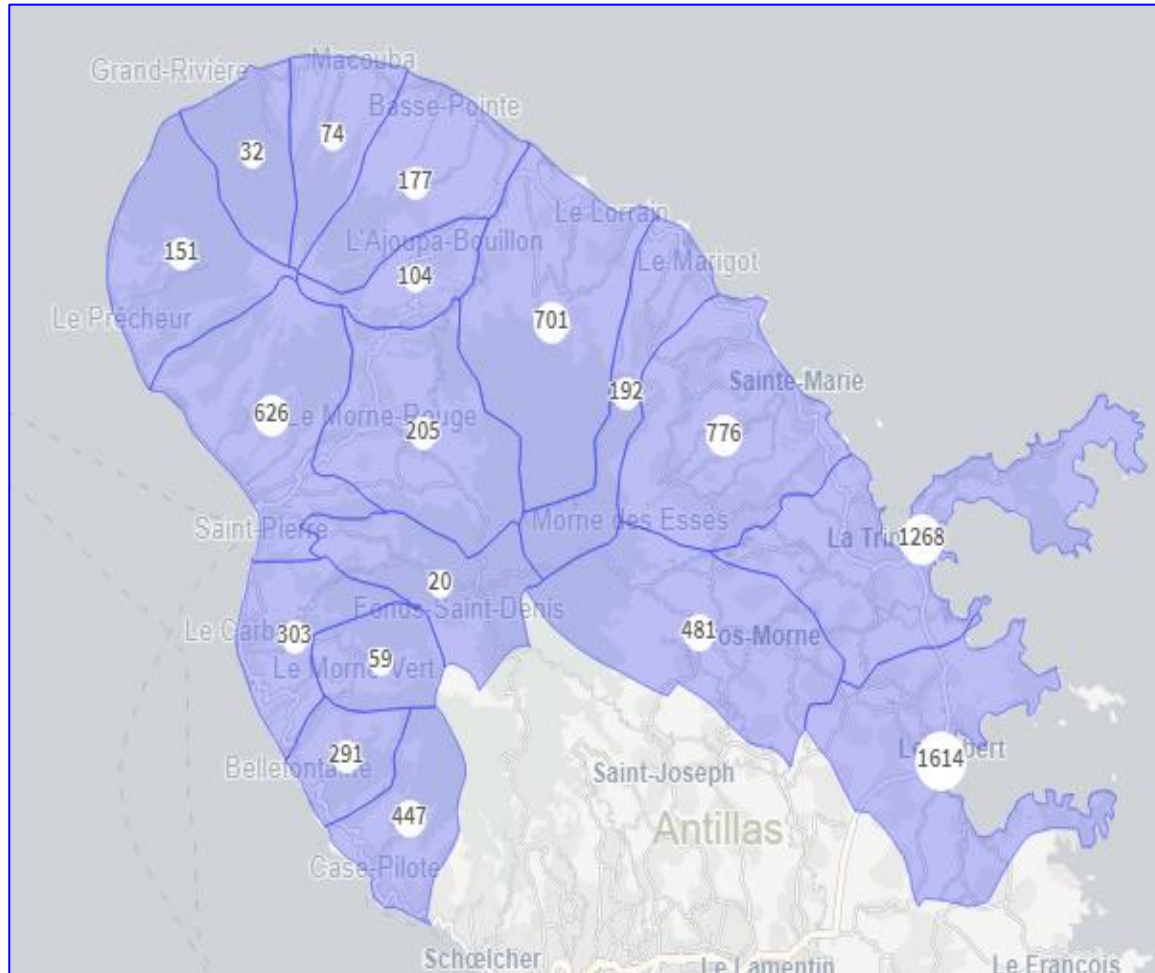 Macouba
Grand-Rivière
Basse-Pointe
74
32
177
Le Lorrain
L'Ajoupa-Bouillon
151
Le Marigot
104
Le Prêcheur
701
Sainte-Marie
192
626
Le Morne-Rouge
205
776
Saint-Pierre
Morne des Esses
La Trin
1268
20
Fonds-Saint-Denis
Le Carb
303
481
os-Morne
59
Le Morne-Vert
291
Bellefontaine
Le
bert
1614
Saint-Joseph
447
Antillas
Case-Pilote
Schœlcher
Le Lamentin
Le François